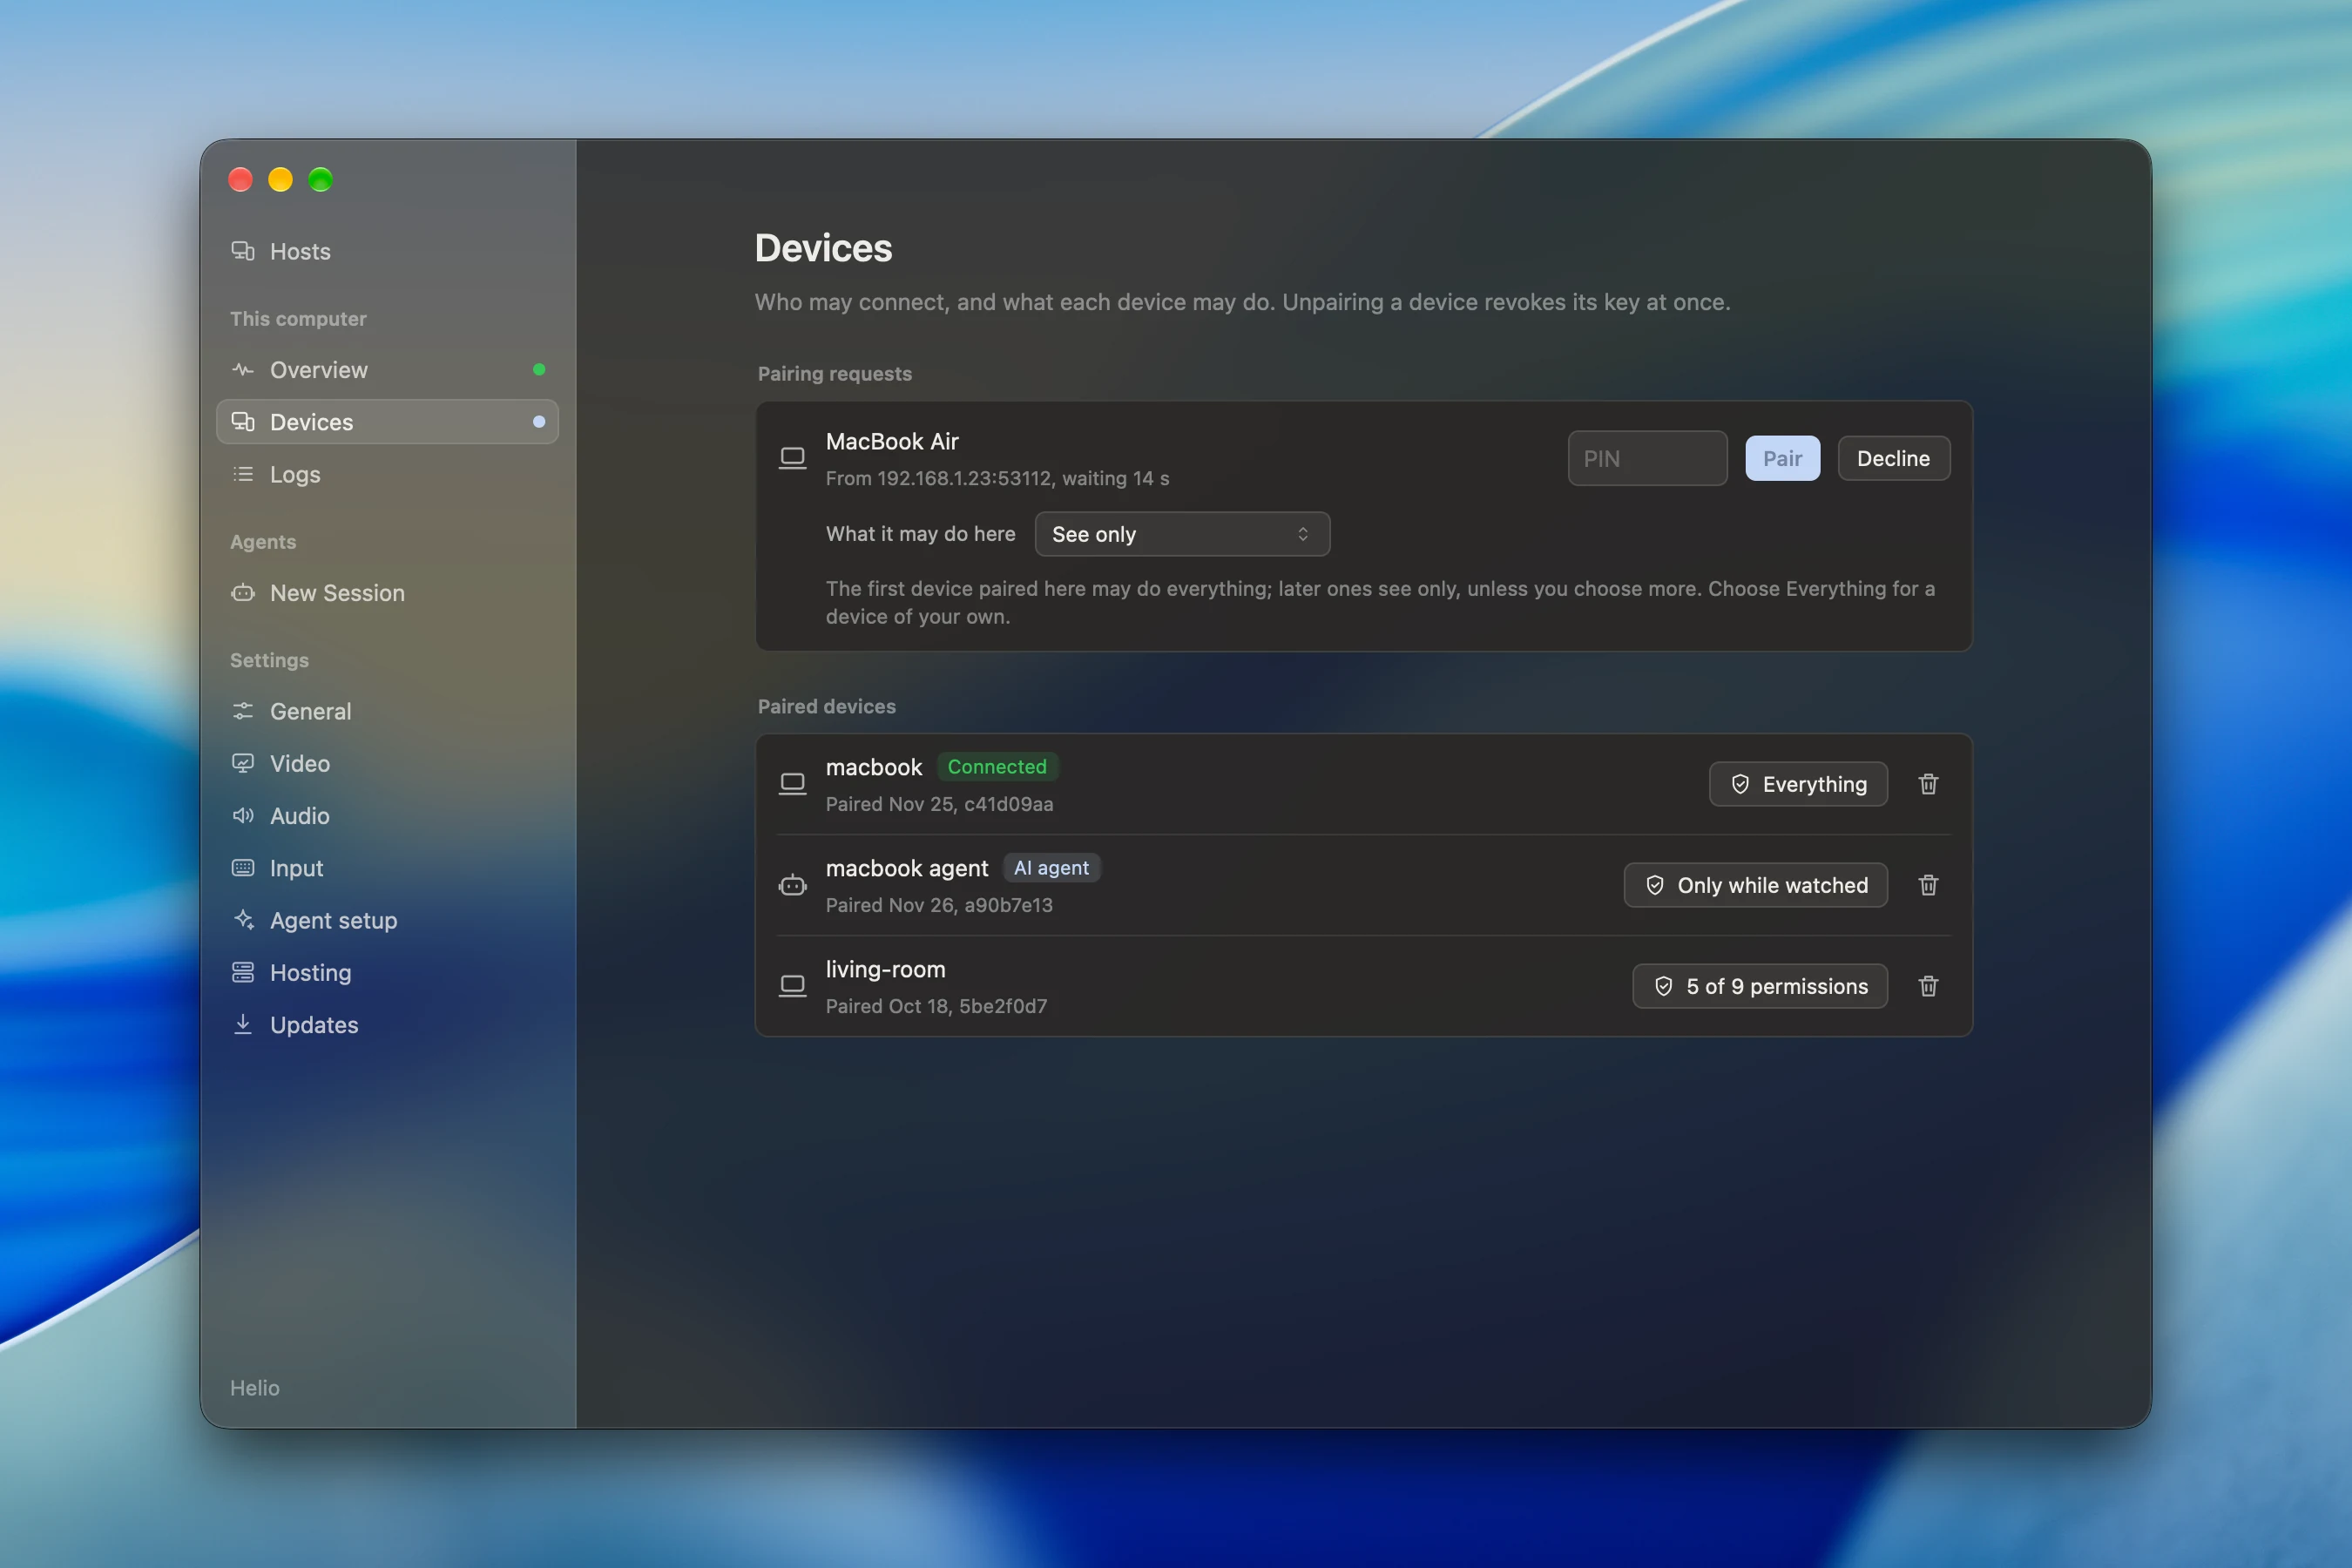 Hosts
This computer
Overview
Devices
Logs
Agents
New Session
Settings
General
Video
Audio
Input
Agent setup
Hosting
Updates
Helio
Devices
Who may connect, and what each device may do. Unpairing a device revokes its key at once.
Pairing requests
MacBook Air
From 192.168.1.23:53112, waiting 14 s
PIN
Pair
Decline
What it may do here
See only
The first device paired here may do everything; later ones see only, unless you choose more. Choose Everything for a
device of your own.
Paired devices
macbook
Connected
Paired Nov 25, c41d09aa
Everything
macbook agent
AI agent
Paired Nov 26, a90b7e13
Only while watched
living-room
Paired Oct 18, 5be2f0d7
5 of 9 permissions